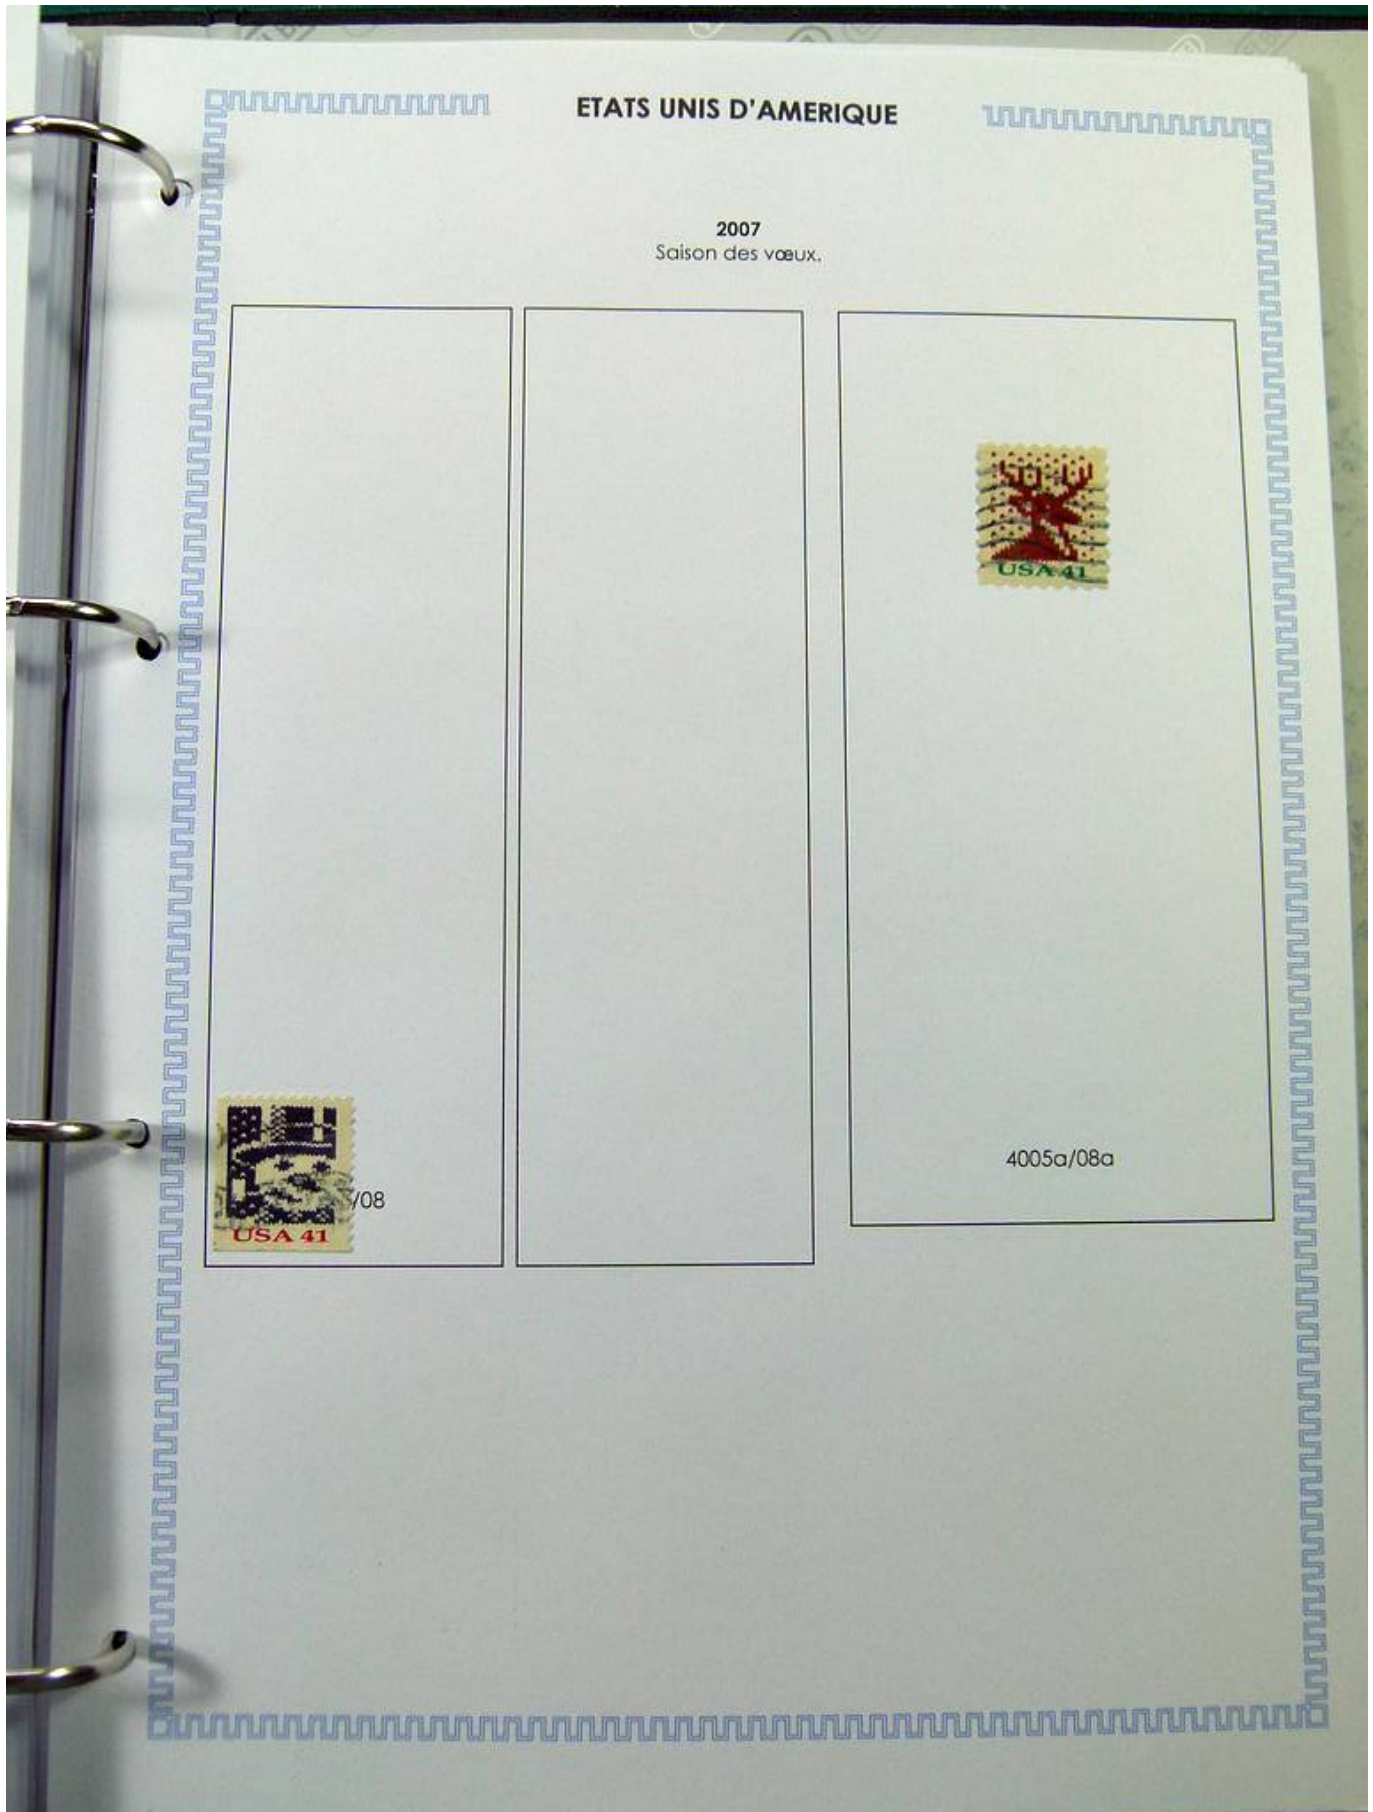 ETATS UNIS D'AMERIQUE
2007
Saison des vœux.
USA 41
4005a/08a
/08
USA 41